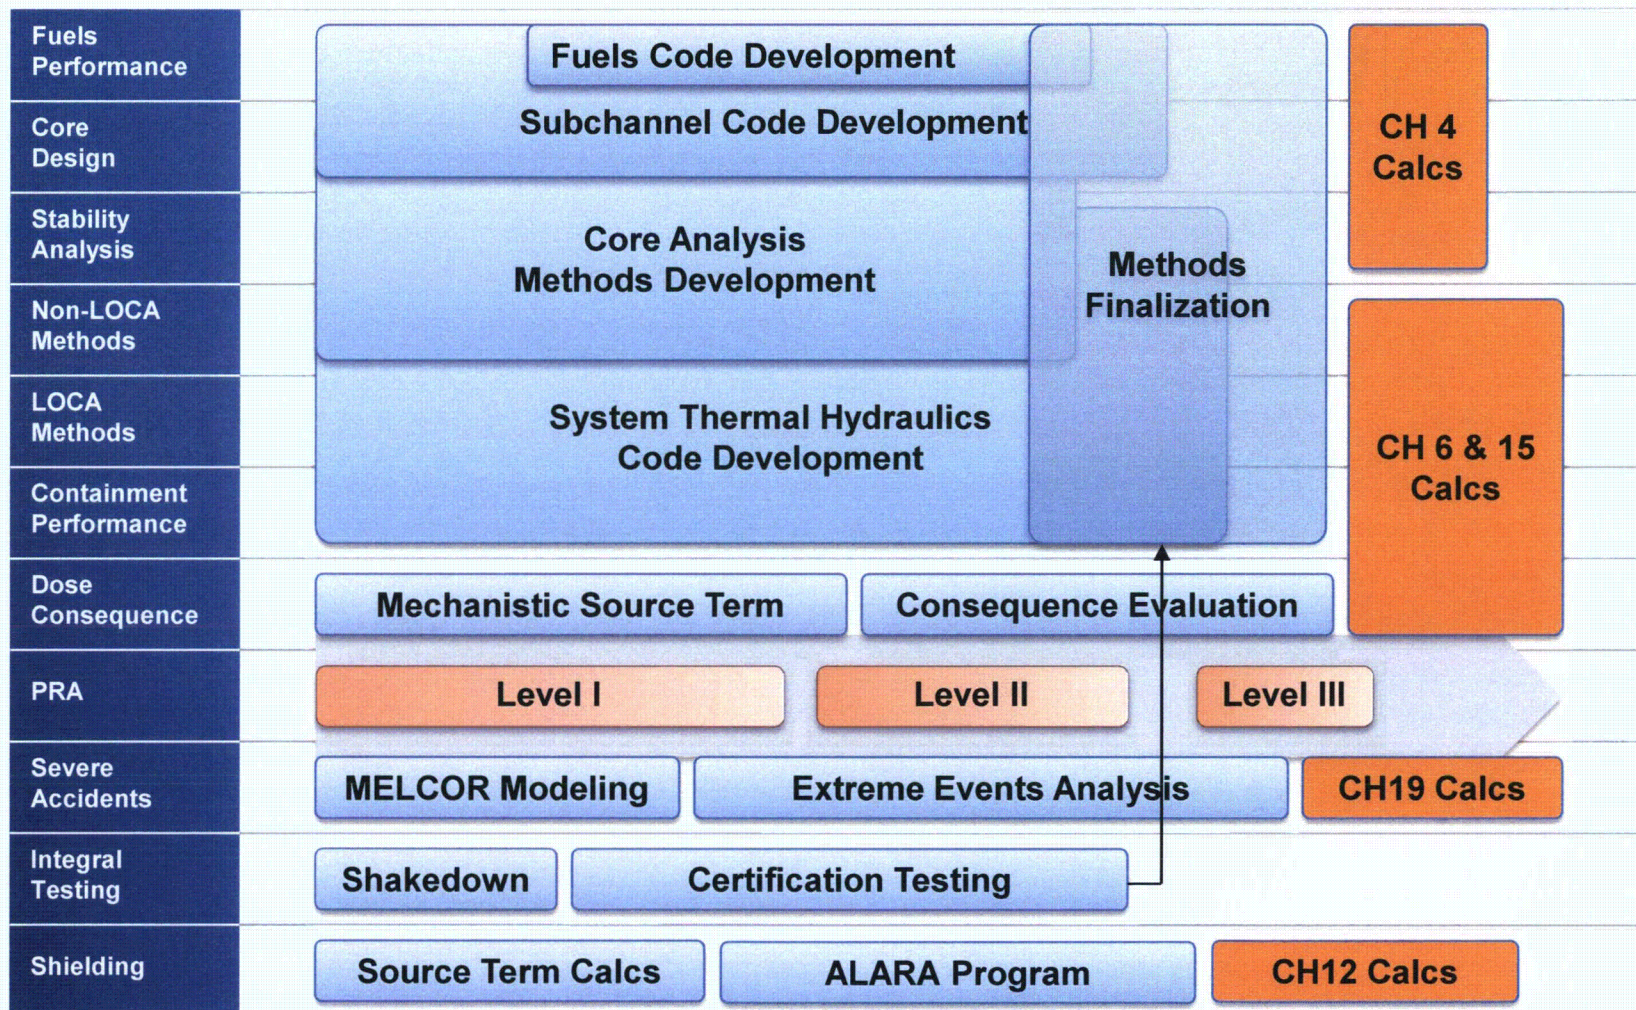 Fuels
Performance
Fuels Code Development
Core
Design
Subchannel Code Development
CH 4
Calcs
Stability
Analysis
Core Analysis
Methods Development
Methods
Finalization
Non-LOCA
Methods
LOCA
Methods
System Thermal Hydraulics
Code Development
CH 6 & 15
Calcs
Containment
Performance
Dose
Consequence
Mechanistic Source Term
Consequence Evaluation
PRA
Level I
Level II
Level III
Severe
Accidents
MELCOR Modeling
Extreme Events Analysis
CH19 Calcs
Integral
Testing
Shakedown
Certification Testing
Shielding
Source Term Calcs
ALARA Program
CH12 Calcs